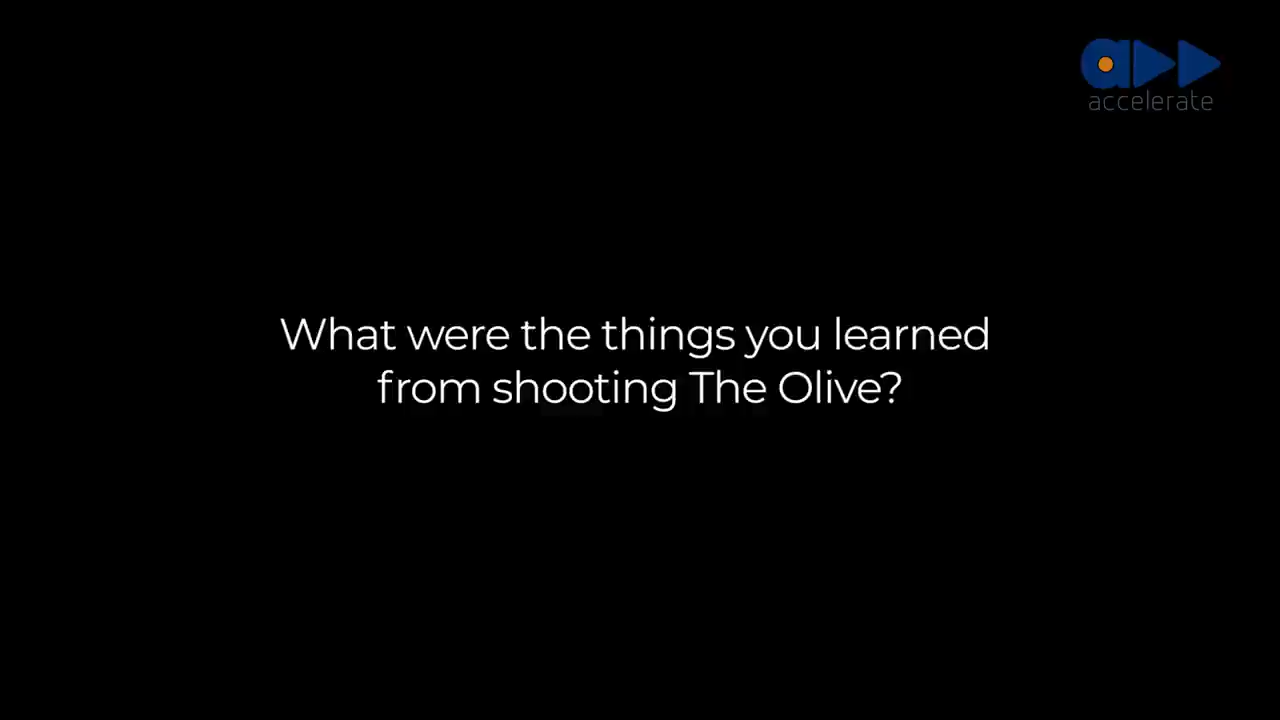 accelerate
What were the things you learned
from shooting The Olive?